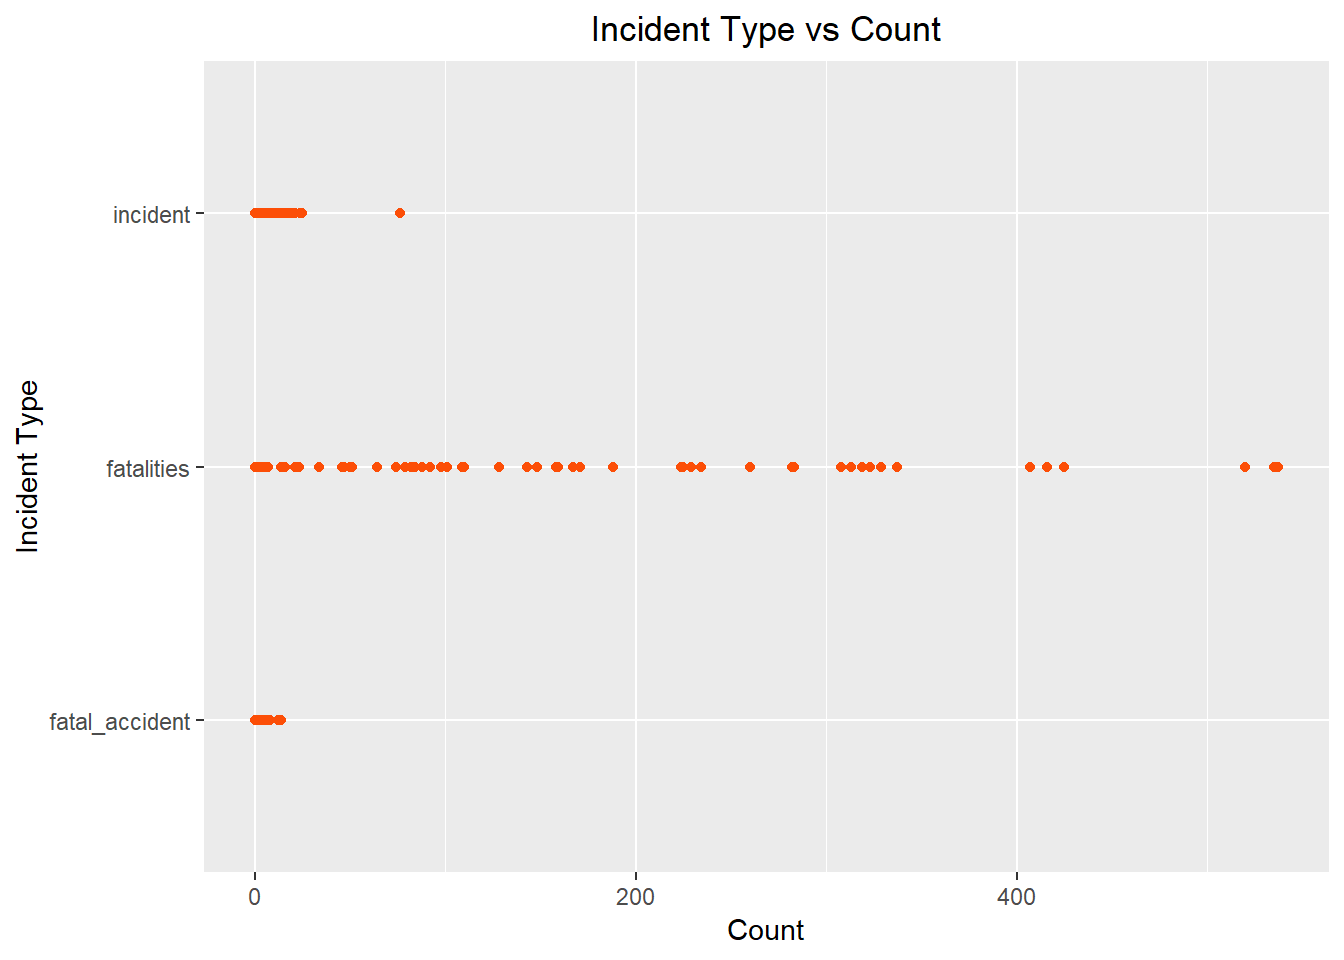 Incident Type vs Count
Incident Type
incident
fatalities
fatal_accident
0
200
400
Count